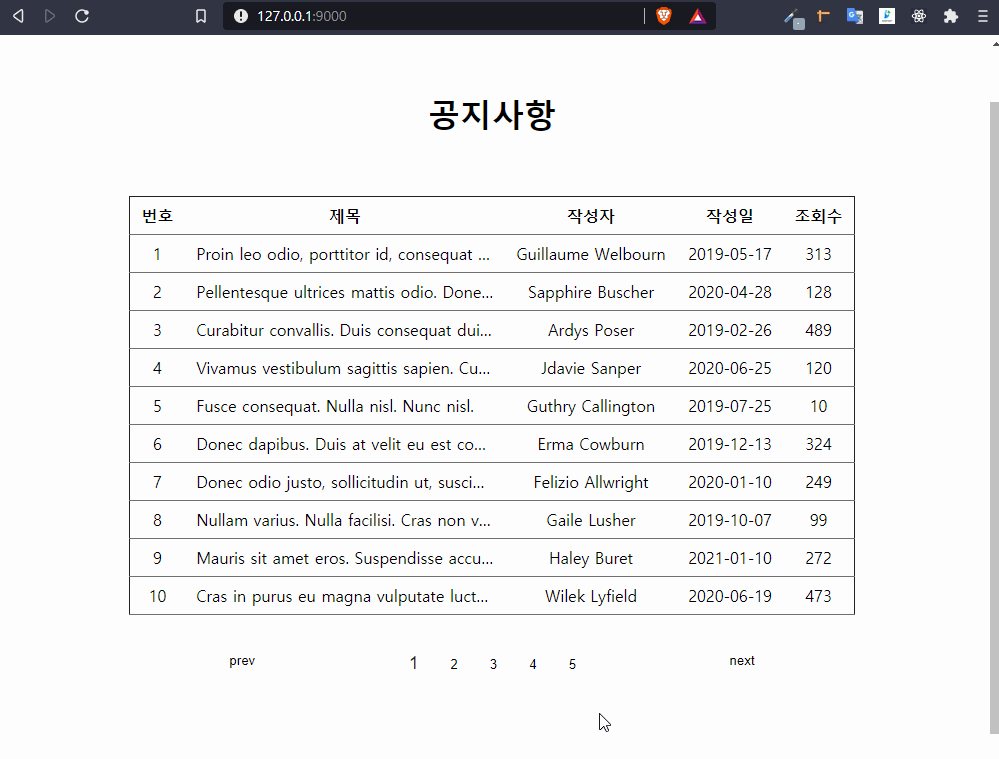 127.0.0.1:9000
공지사항
번호 제목 작성자 작성일 조회수
1 Proin leo odio, porttitor id, consequat ... Guillaume Welbourn 2019-05-17 313
2 Pellentesque ultrices mattis odio. Done... Sapphire Buscher 2020-04-28 128
3 Curabitur convallis. Duis consequat dui... Ardys Poser 2019-02-26 489
4 Vivamus vestibulum sagittis sapien. Cu... Jdavie Sanper 2020-06-25 120
5 Fusce consequat. Nulla nisl. Nunc nisl. Guthry Callington 2019-07-25 10
6 Donec dapibus. Duis at velit eu est co... Erma Cowburn 2019-12-13 324
7 Donec odio justo, sollicitudin ut, susci... Felizio Allwright 2020-01-10 249
8 Nullam varius. Nulla facilisi. Cras non v... Gaile Lusher 2019-10-07 99
9 Mauris sit amet eros. Suspendisse accu... Haley Buret 2021-01-10 272
10 Cras in purus eu magna vulputate luct... Wilek Lyfield 2020-06-19 473
prev 1 2 3 4 5 next